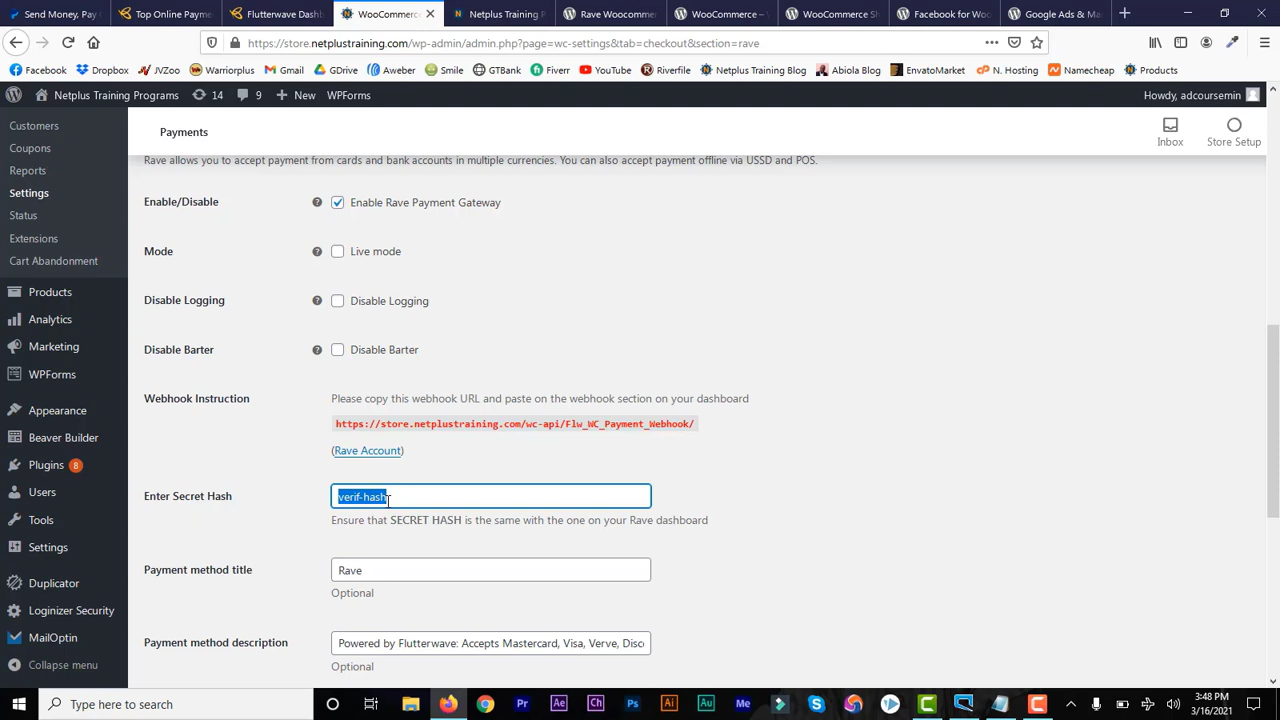 Send Money, Pay
Top Online Payme
Flutterwave Dashb
WooCommerc
Netplus Training P
Rave Woocomme
WooCommerce –
WooCommerce Sh
Facebook for Woo
Google Ads & Ma
https://store.netplustraining.com/wp-admin/admin.php?page=wc-settings&tab=checkout&section=rave
Facebook
Dropbox
JVZoo
Warriorplus
Gmail
GDrive
Aweber
Smile
GTBank
Fiverr
YouTube
Riverfile
Netplus Training Blog
Abiola Blog
EnvatoMarket
N. Hosting
Namecheap
Products
Netplus Training Programs
14
9
New
WPForms
Howdy, adcoursemin
Customers
Coupons
Reports
Settings
Status
Extensions
Cart Abandonment
Products
Analytics
Marketing
WPForms
Appearance
Beaver Builder
Plugins 8
Users
Tools
Settings
Duplicator
Loginizer Security
MailOptin
Collapse menu
Payments
Inbox
Store Setup
Rave allows you to accept payment from cards and bank accounts in multiple currencies. You can also accept payment offline via USSD and POS.
Enable/Disable
Enable Rave Payment Gateway
Mode
Live mode
Disable Logging
Disable Logging
Disable Barter
Disable Barter
Webhook Instruction
Please copy this webhook URL and paste on the webhook section on your dashboard
https://store.netplustraining.com/wc-api/Flw_WC_Payment_Webhook/
(Rave Account)
Enter Secret Hash
verif-hash
Ensure that SECRET HASH is the same with the one on your Rave dashboard
Payment method title
Rave
Optional
Payment method description
Powered by Flutterwave: Accepts Mastercard, Visa, Verve, Disc
Optional
Type here to search
3:48 PM
3/16/2021